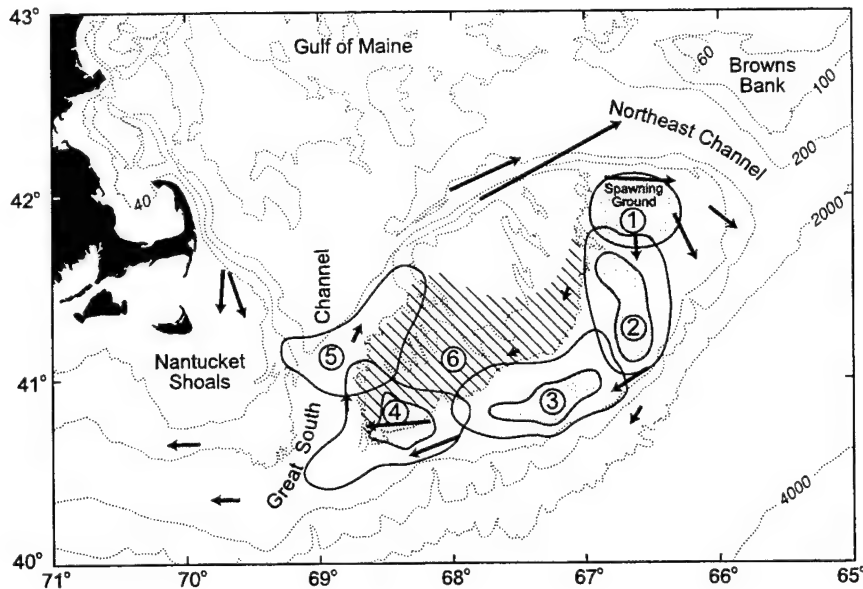 43°
Gulf of Maine
60
Browns
Bank
100
Northeast Channel
200
42°
40
Spawning
Ground
1
2000
Channel
2
Nantucket
Shoals
5
6
41°
3
4
Great South
4000
40°
71° 70° 69° 68° 67° 66° 65°